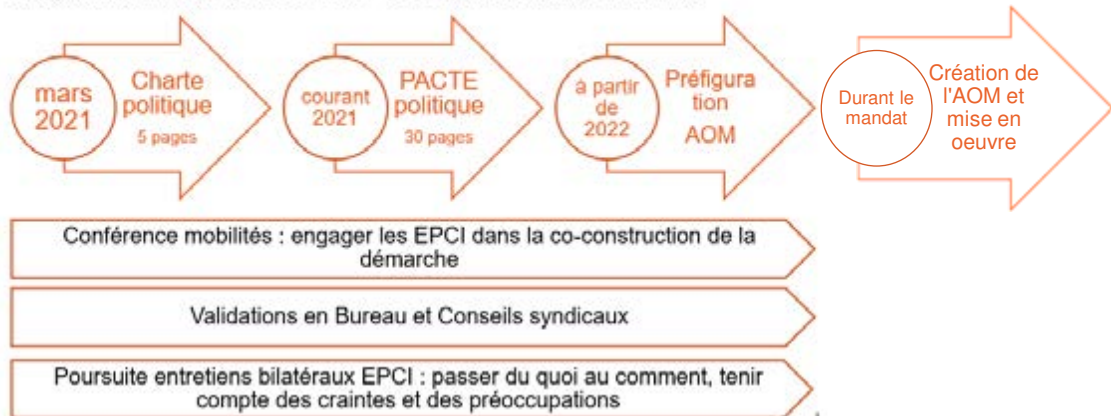 mars
2021
Charte
politique
5 pages
courant
2021
PACTE
politique
30 pages
à partir
de
2022
Préfigura
tion
AOM
Durant le
mandat
Création de
l'AOM et
mise en
oeuvre
Conférence mobilités : engager les EPCI dans la co-construction de la
démarche
Validations en Bureau et Conseils syndicaux
Poursuite entretiens bilatéraux EPCI : passer du quoi au comment, tenir
compte des craintes et des préoccupations